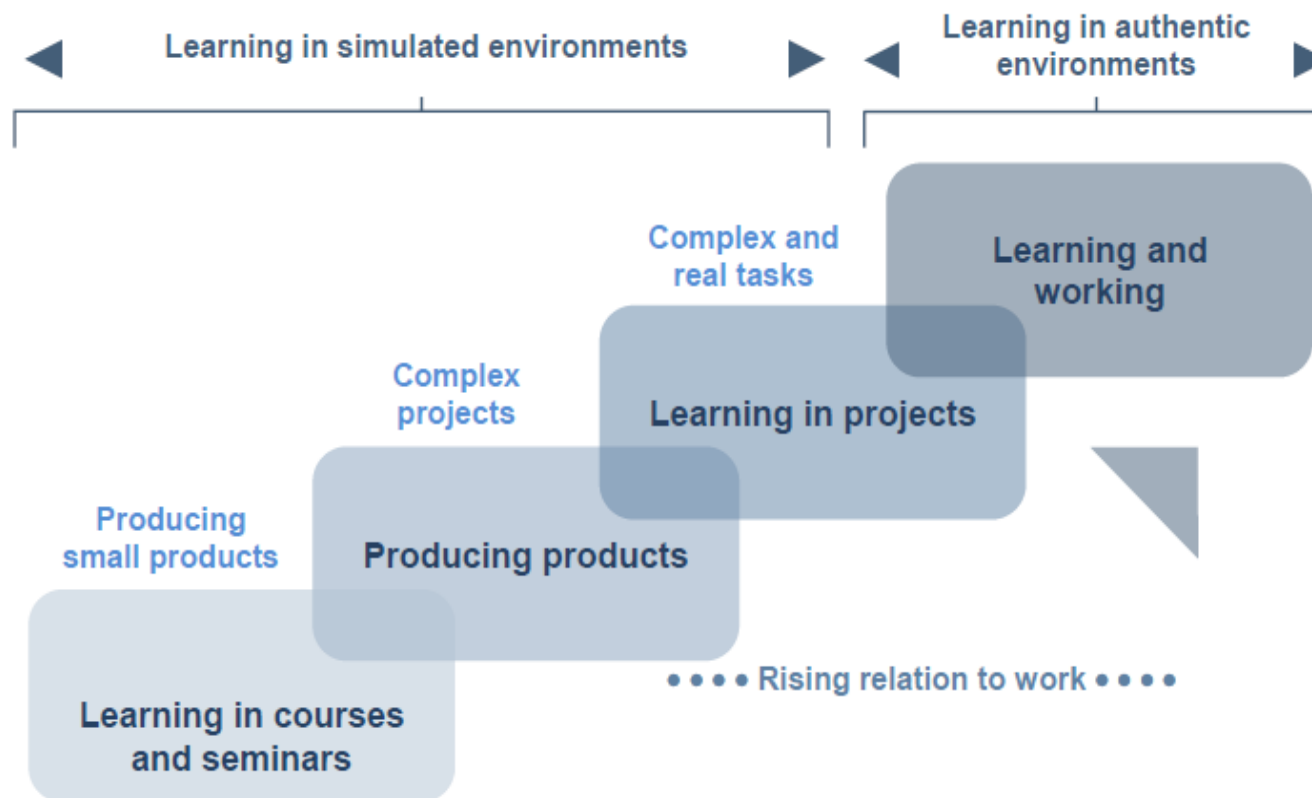 Learning in simulated environments
Learning in authentic
environments
Learning and
working
Complex and
real tasks
Learning in projects
Complex
projects
Producing products
Producing
small products
Learning in courses
and seminars
•••• Rising relation to work ••••